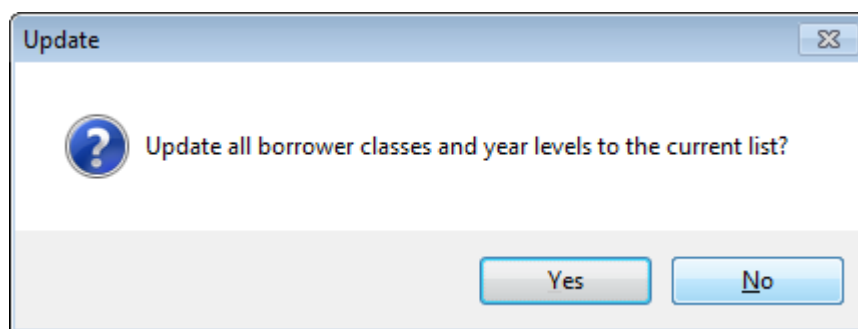 Update
Update all borrower classes and year levels to the current list?
Yes
No